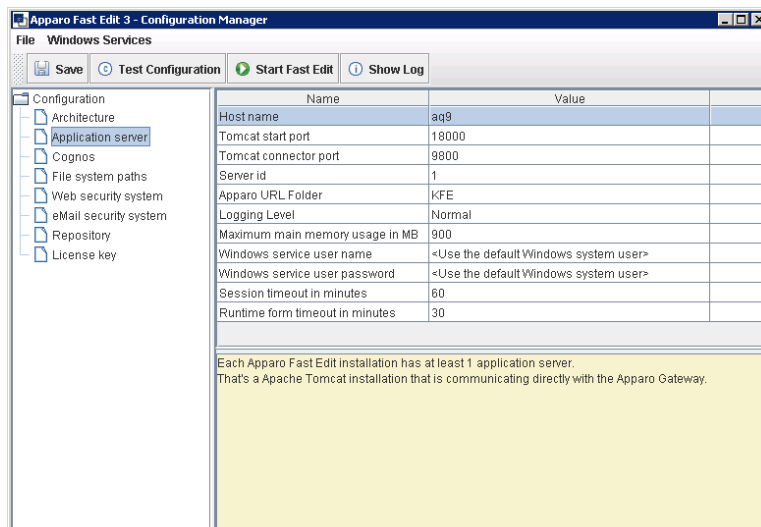 Apparo Fast Edit 3 - Configuration Manager
File Windows Services
Save Test Configuration Start Fast Edit Show Log
Configuration
Architecture
Application server
Cognos
File system paths
Web security system
eMail security system
Repository
License key
Name Value
Host name aq9
Tomcat start port 18000
Tomcat connector port 9800
Server id 1
Apparo URL Folder KFE
Logging Level Normal
Maximum main memory usage in MB 900
Windows service user name <Use the default Windows system user>
Windows service user password <Use the default Windows system user>
Session timeout in minutes 60
Runtime form timeout in minutes 30
Each Apparo Fast Edit installation has at least 1 application server.
That's a Apache Tomcat installation that is communicating directly with the Apparo Gateway.